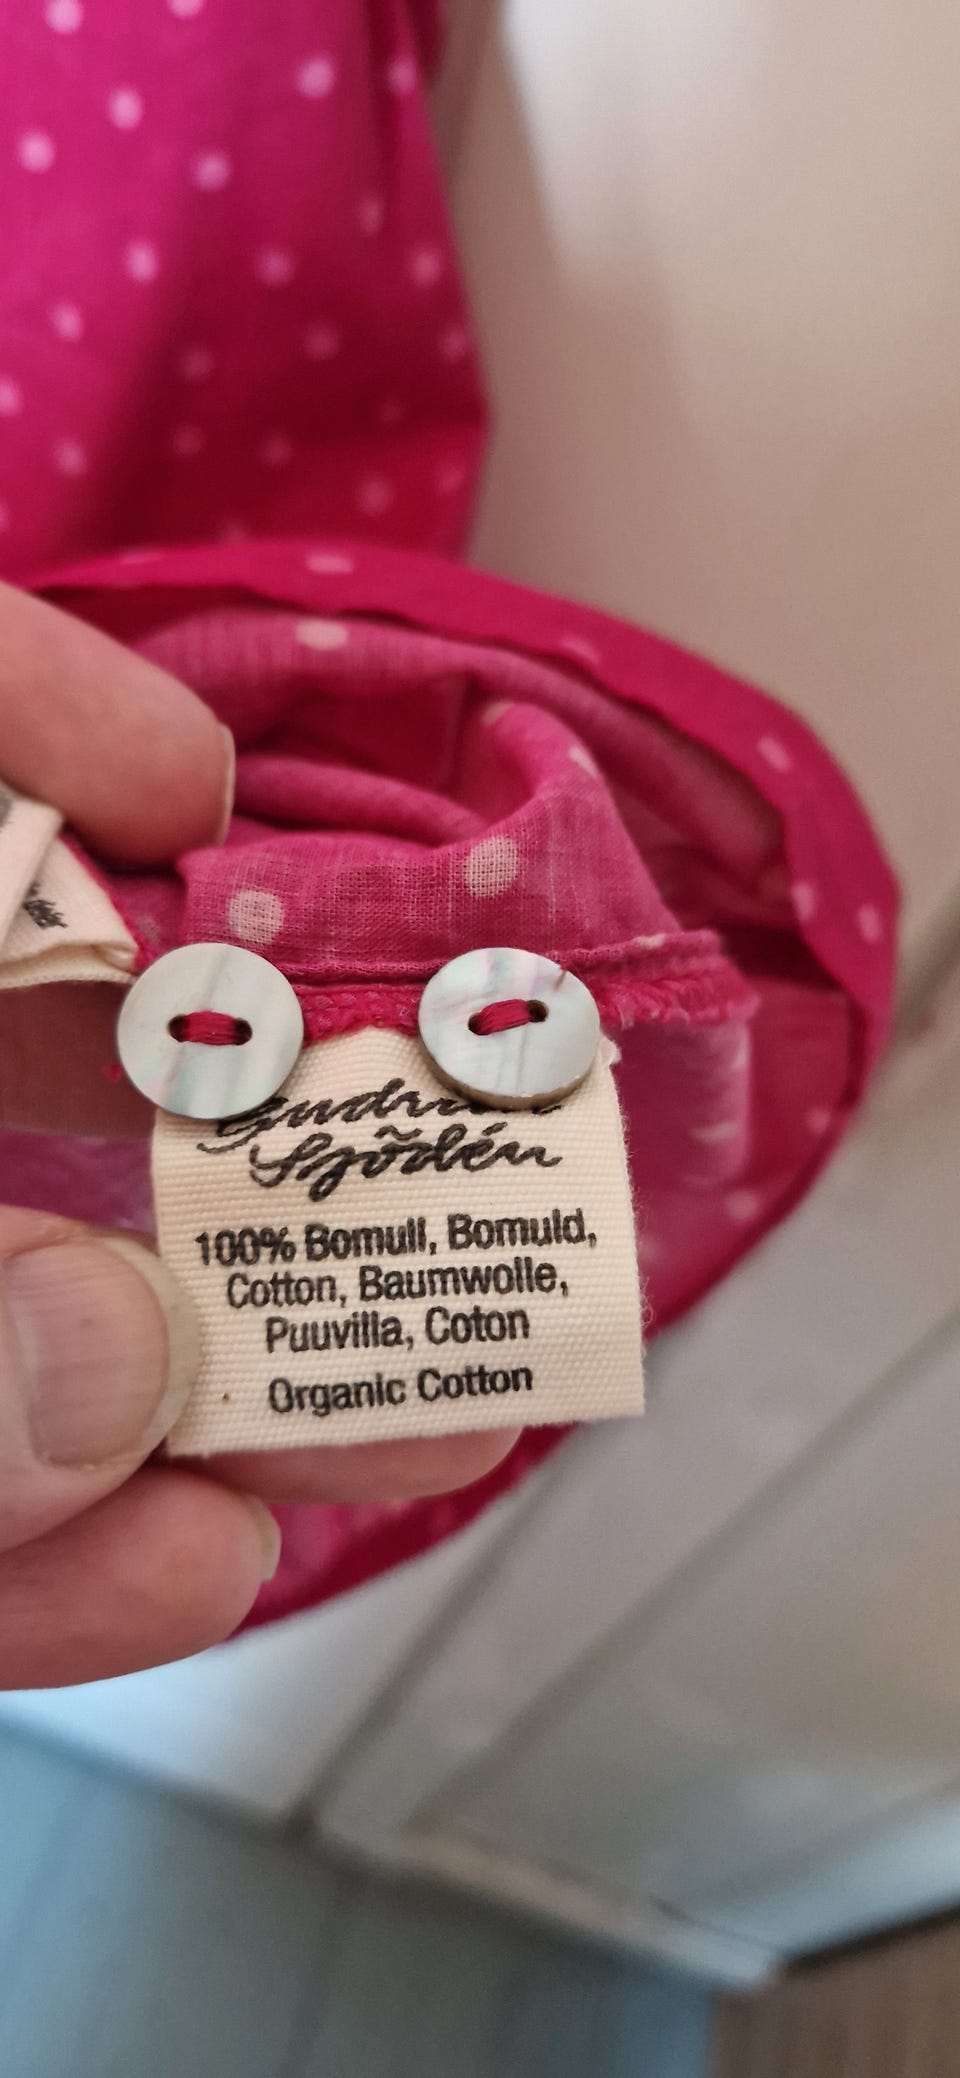 Gudrun
Sjödén
100% Bomull, Bomuld,
Cotton, Baumwolle,
Puuvilla, Coton
Organic Cotton